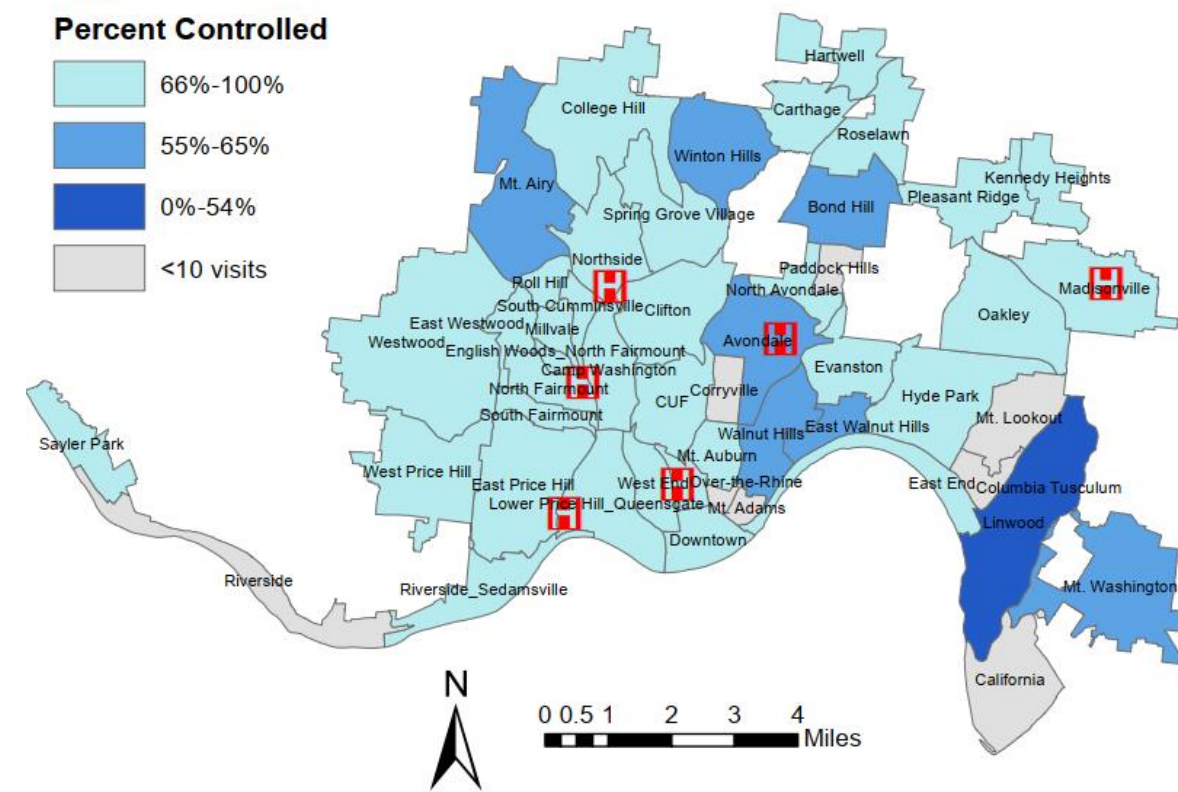 Percent Controlled
66%-100%
55%-65%
0%-54%
<10 visits
Hartwell
College Hill
Carthage
Roselawn
Winton Hills
Mt. Airy
Kennedy Heights
Pleasant Ridge
Bond Hill
Spring Grove Village
Northside
Paddock Hills
Roll Hill
North Avondale
Madisonville
South Cumminsville
Clifton
Oakley
East Westwood
Millvale
Westwood
Avondale
English Woods_North Fairmount
Camp Washington
Evanston
North Fairmount
Corryville
Hyde Park
CUF
South Fairmount
Mt. Lookout
East Walnut Hills
Walnut Hills
Sayler Park
Mt. Auburn
West Price Hill
East Price Hill
West End
Over-the-Rhine
East End
Columbia Tusculum
Lower Price Hill_Queensgate
Mt. Adams
Linwood
Downtown
Riverside
Riverside_Sedamsville
Mt. Washington
California
N
0 0.5 1 2 3 4
Miles
H
H
H
H
H
H